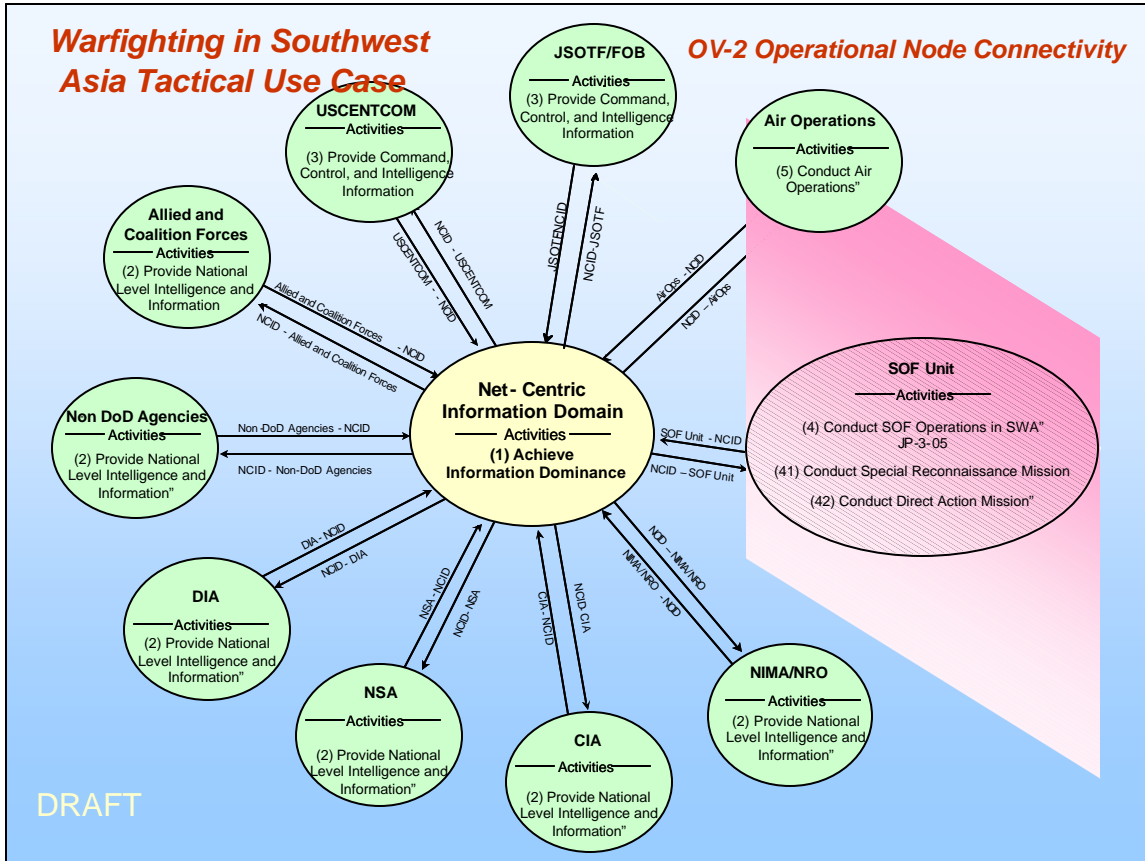 Warfighting in Southwest
Asia Tactical Use Case
OV-2 Operational Node Connectivity
JSOTF/FOB
Activities
(3) Provide Command,
Control, and Intelligence
Information
USCENTCOM
Activities
(3) Provide Command,
Control, and Intelligence
Information
Air Operations
Activities
(5) Conduct Air
Operations”
Allied and
Coalition Forces
Activities
(2) Provide National
Level Intelligence and
Information
NCID - USCENTCOM
USCENTCOM - - NCID
JSOTFNCID
NCID-JSOTF
Air Ops - NCID
NCID – AirOps
Allied and Coalition Forces - NCID
NCID - Allied and Coalition Forces
Net- Centric
Information Domain
Activities
(1) Achieve
Information Dominance
SOF Unit
Activities
(4) Conduct SOF Operations in SWA”
JP-3-05
(41) Conduct Special Reconnaissance Mission
(42) Conduct Direct Action Mission”
SOF Unit - NCID
NCID – SOF Unit
Non DoD Agencies
Activities
(2) Provide National
Level Intelligence and
Information”
Non-DoD Agencies - NCID
NCID - Non-DoD Agencies
DIA - NCID
NCID - DIA
NSA - NCID
NCID- NSA
CIA - NCID
NCID- CIA
NCID – NIMA/NRO
NIMA/NRO - NCID
DIA
Activities
(2) Provide National
Level Intelligence and
Information”
NSA
Activities
(2) Provide National
Level Intelligence and
Information”
CIA
Activities
(2) Provide National
Level Intelligence and
Information”
NIMA/NRO
Activities
(2) Provide National
Level Intelligence and
Information”
DRAFT